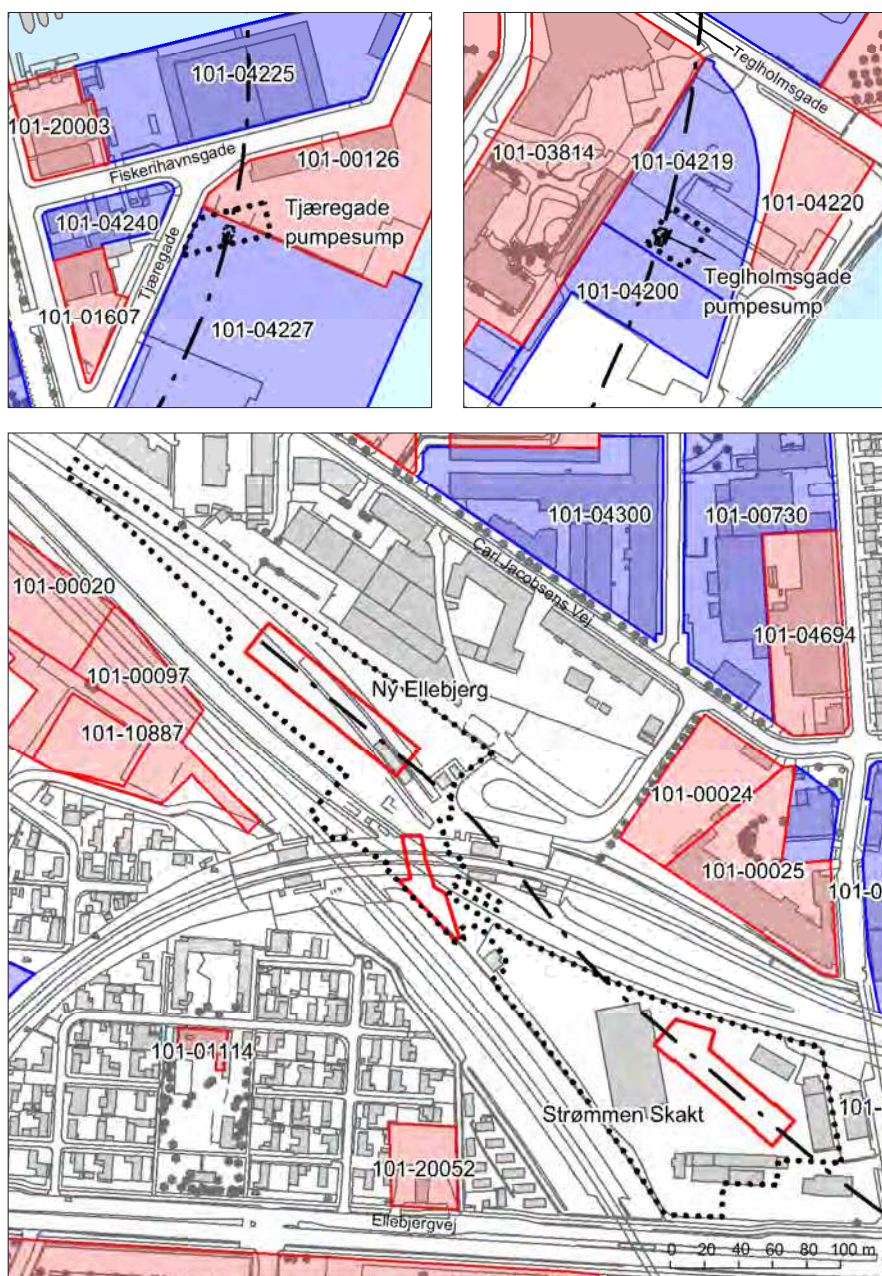 101-04225
101-20003
Fiskerihavnsgade
101-00126
101-04240
Tjæregade
pumpesump
Tjæregade
101-01607
101-04227
Teglholmsgade
101-03814
101-04219
101-04220
Teglholmsgade
pumpesump
101-04200
101-04300
101-00730
Carl Jacobsens Vej
101-00020
101-04694
101-00097
Ny Ellebjerg
101-10887
101-00024
101-00025
101-0
101-01114
101-
Strømmen Skakt
101-20052
Ellebjergvej
0 20 40 60 80 100 m